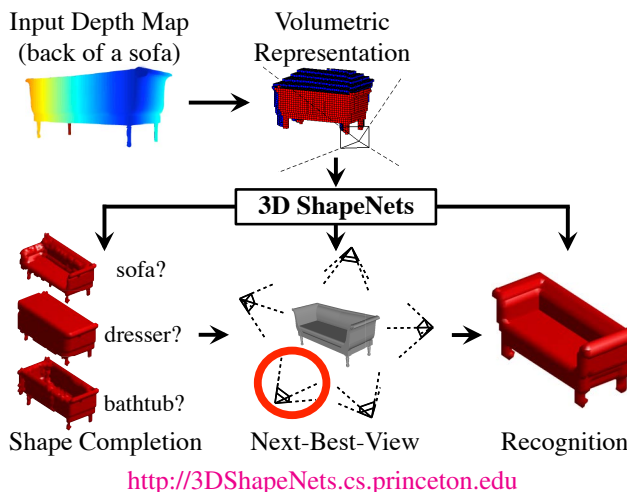 Input Depth Map
(back of a sofa)
Volumetric
Representation
3D ShapeNets
sofa?
dresser?
bathtub?
Shape Completion
Next-Best-View
Recognition
http://3DShapeNets.cs.princeton.edu